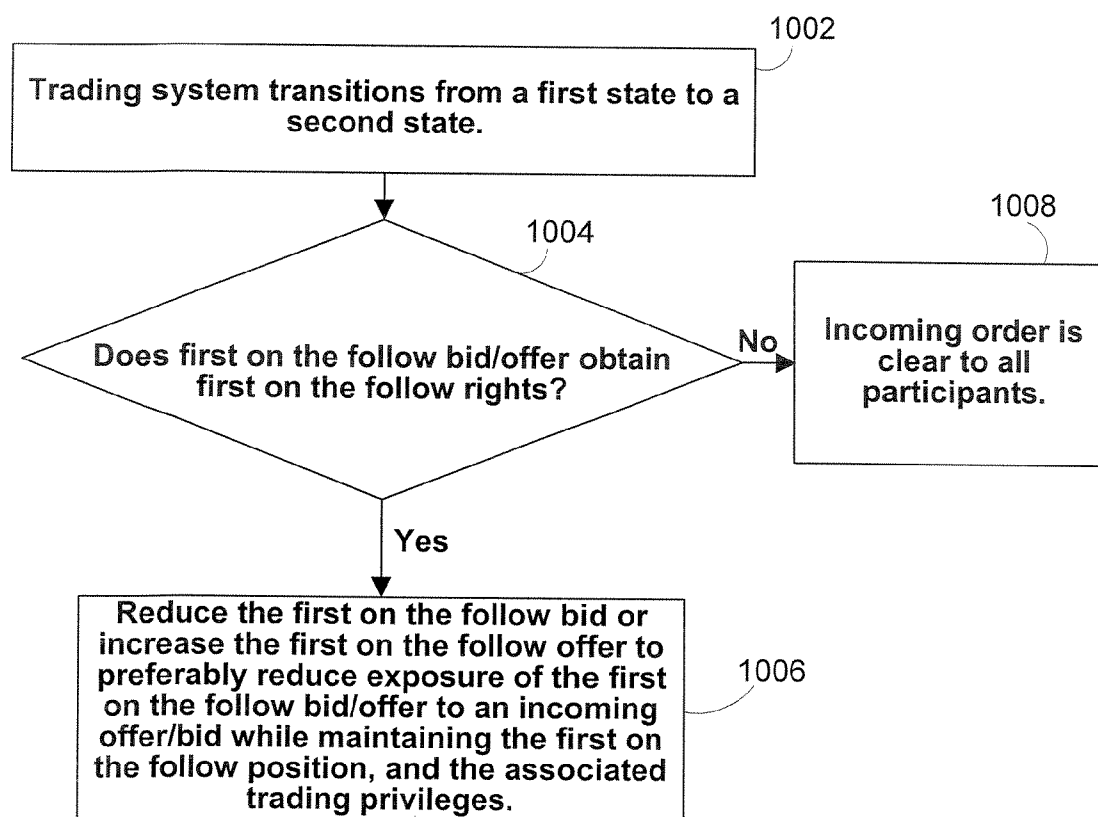 1002
Trading system transitions from a first state to a
second state.
1004
1008
Does first on the follow bid/offer obtain
first on the follow rights?
No
Incoming order is
clear to all
participants.
Yes
Reduce the first on the follow bid or
increase the first on the follow offer to
preferably reduce exposure of the first
on the follow bid/offer to an incoming
offer/bid while maintaining the first on
the follow position, and the associated
trading privileges.
1006